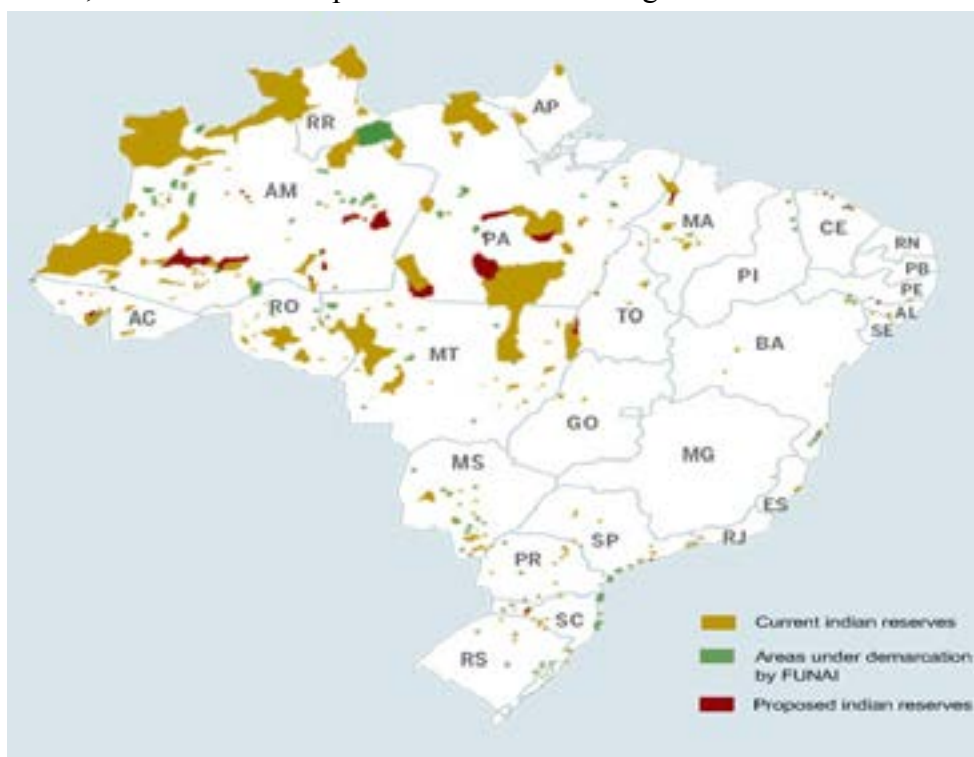 RR
AP
AM
PA
MA
CE
RN
PB
PE
AL
SE
PI
TO
AC
RO
MT
BA
GO
MG
MS
ES
RJ
SP
PR
SC
RS
Current indian reserves
Areas under demarcation
by FUNAI
Proposed indian reserves